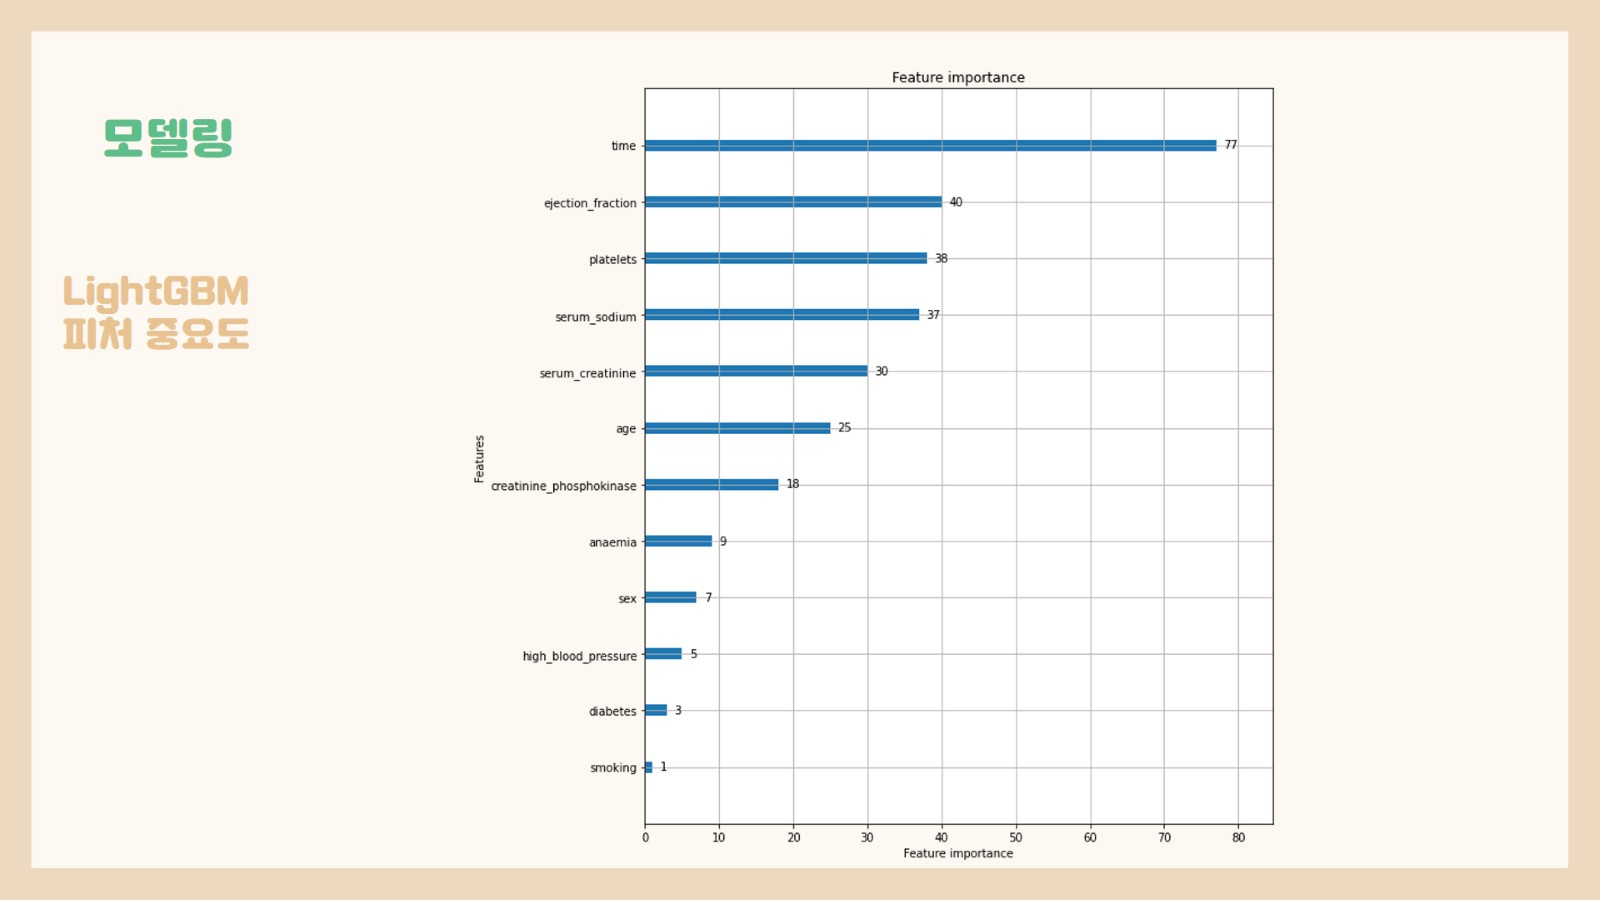 모델링
LightGBM
피처 중요도
Feature importance
time
77
ejection_fraction
40
platelets
38
serum_sodium
37
serum_creatinine
30
age
25
Features
creatinine_phosphokinase
18
anaemia
9
sex
7
high_blood_pressure
5
diabetes
3
smoking
1
0 10 20 30 40 50 60 70 80
Feature importance